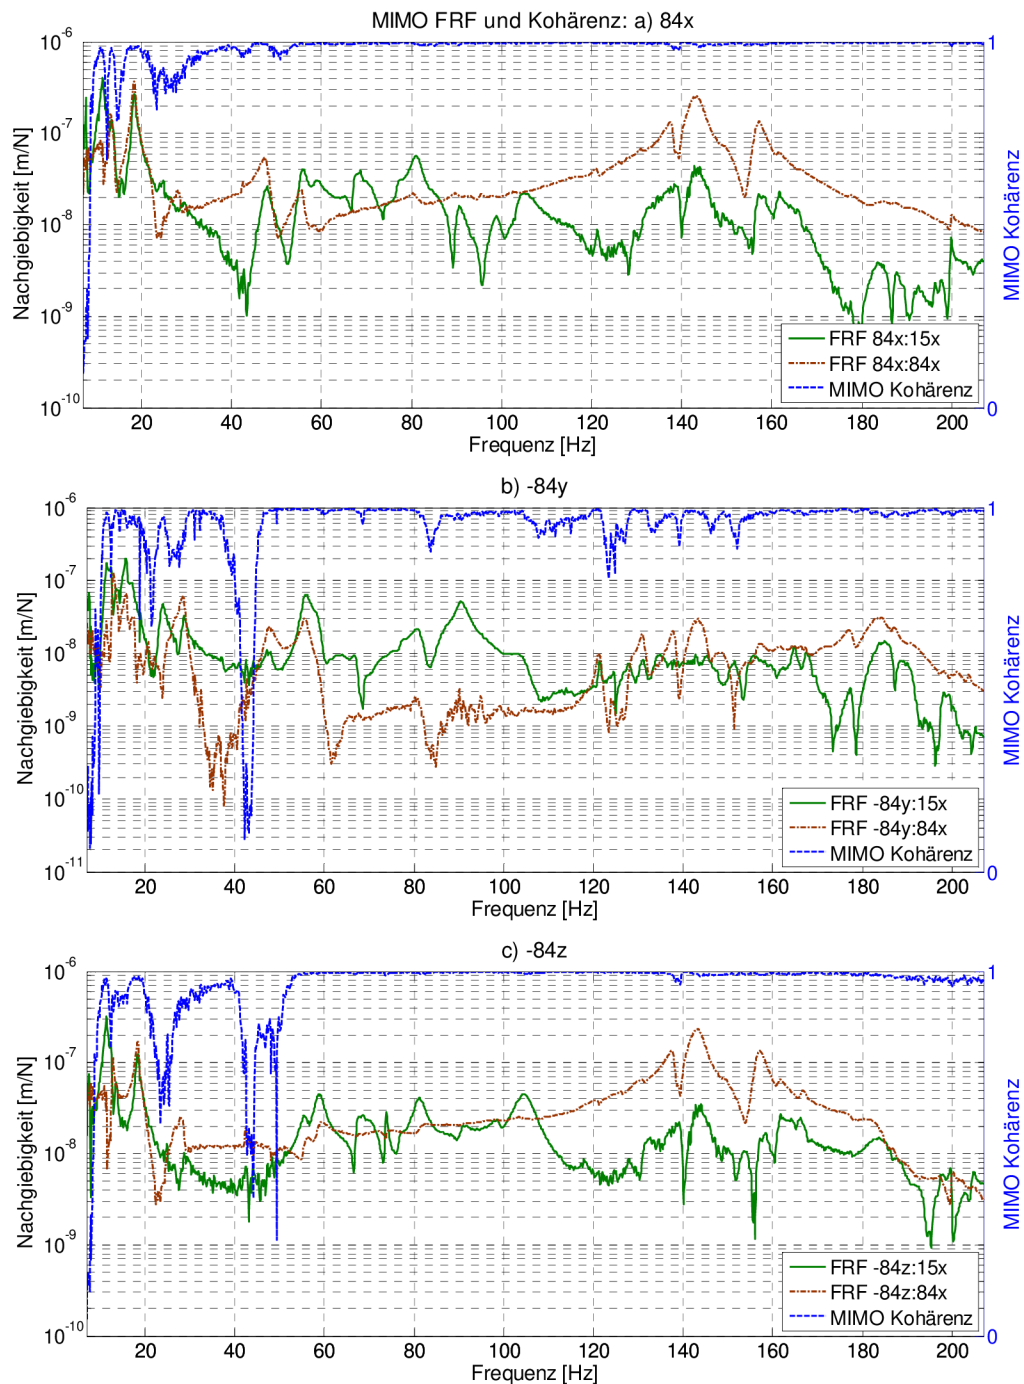 MIMO FRF und Kohärenz: a) 84x
Nachgiebigkeit [m/N]
10^-6
10^-7
10^-8
10^-9
10^-10
1
0
MIMO Kohärenz
FRF 84x:15x
FRF 84x:84x
MIMO Kohärenz
20 40 60 80 100 120 140 160 180 200
Frequenz [Hz]
b) -84y
Nachgiebigkeit [m/N]
10^-6
10^-7
10^-8
10^-9
10^-10
10^-11
1
0
MIMO Kohärenz
FRF -84y:15x
FRF -84y:84x
MIMO Kohärenz
20 40 60 80 100 120 140 160 180 200
Frequenz [Hz]
c) -84z
Nachgiebigkeit [m/N]
10^-6
10^-7
10^-8
10^-9
10^-10
1
0
MIMO Kohärenz
FRF -84z:15x
FRF -84z:84x
MIMO Kohärenz
20 40 60 80 100 120 140 160 180 200
Frequenz [Hz]